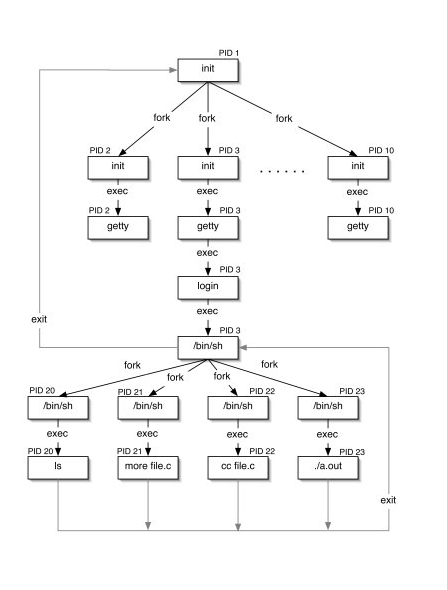 PID 1
init
fork fork fork
PID 2 PID 3 PID 10
init init ...... init
exec exec exec
PID 2 PID 3 PID 10
getty getty getty
exec
PID 3
login
exec
exit
PID 3
/bin/sh
fork fork fork fork
PID 20 PID 21 PID 22 PID 23
/bin/sh /bin/sh /bin/sh /bin/sh
exec exec exec exec
PID 20 PID 21 PID 22 PID 23
ls more file.c cc file.c ./a.out
exit